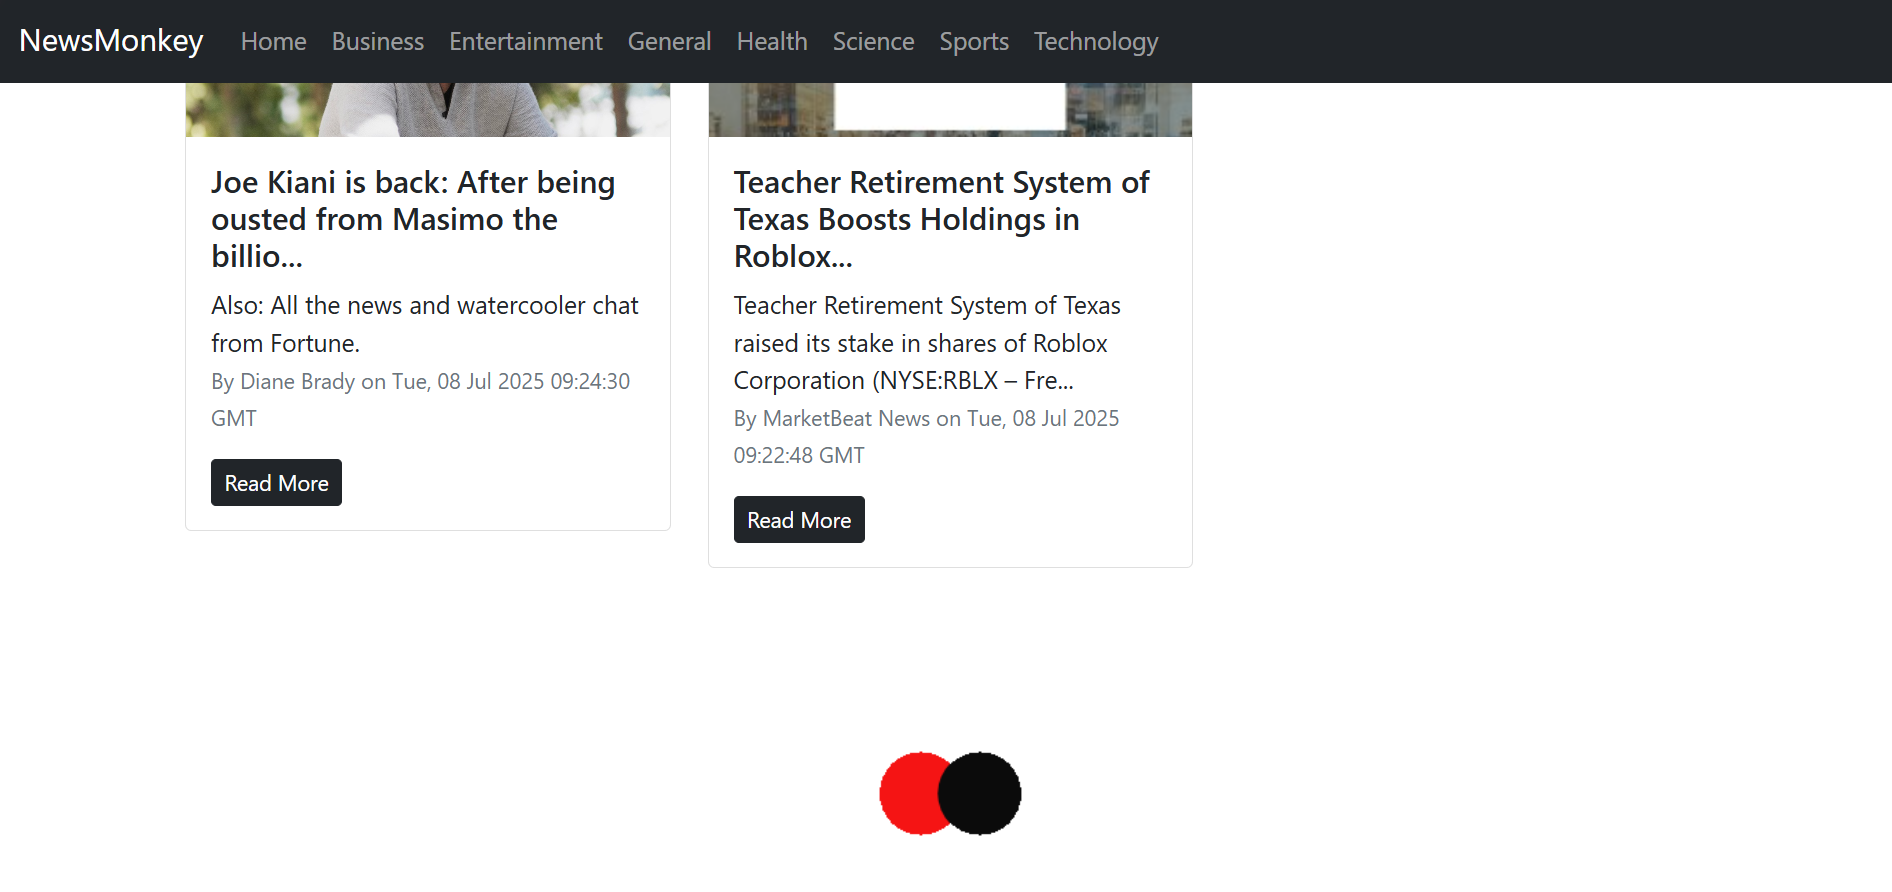 NewsMonkey Home Business Entertainment General Health Science Sports Technology
Joe Kiani is back: After being
ousted from Masimo the
billio...
Also: All the news and watercooler chat
from Fortune.
By Diane Brady on Tue, 08 Jul 2025 09:24:30
GMT
Read More
Teacher Retirement System of
Texas Boosts Holdings in
Roblox...
Teacher Retirement System of Texas
raised its stake in shares of Roblox
Corporation (NYSE:RBLX – Fre...
By MarketBeat News on Tue, 08 Jul 2025
09:22:48 GMT
Read More